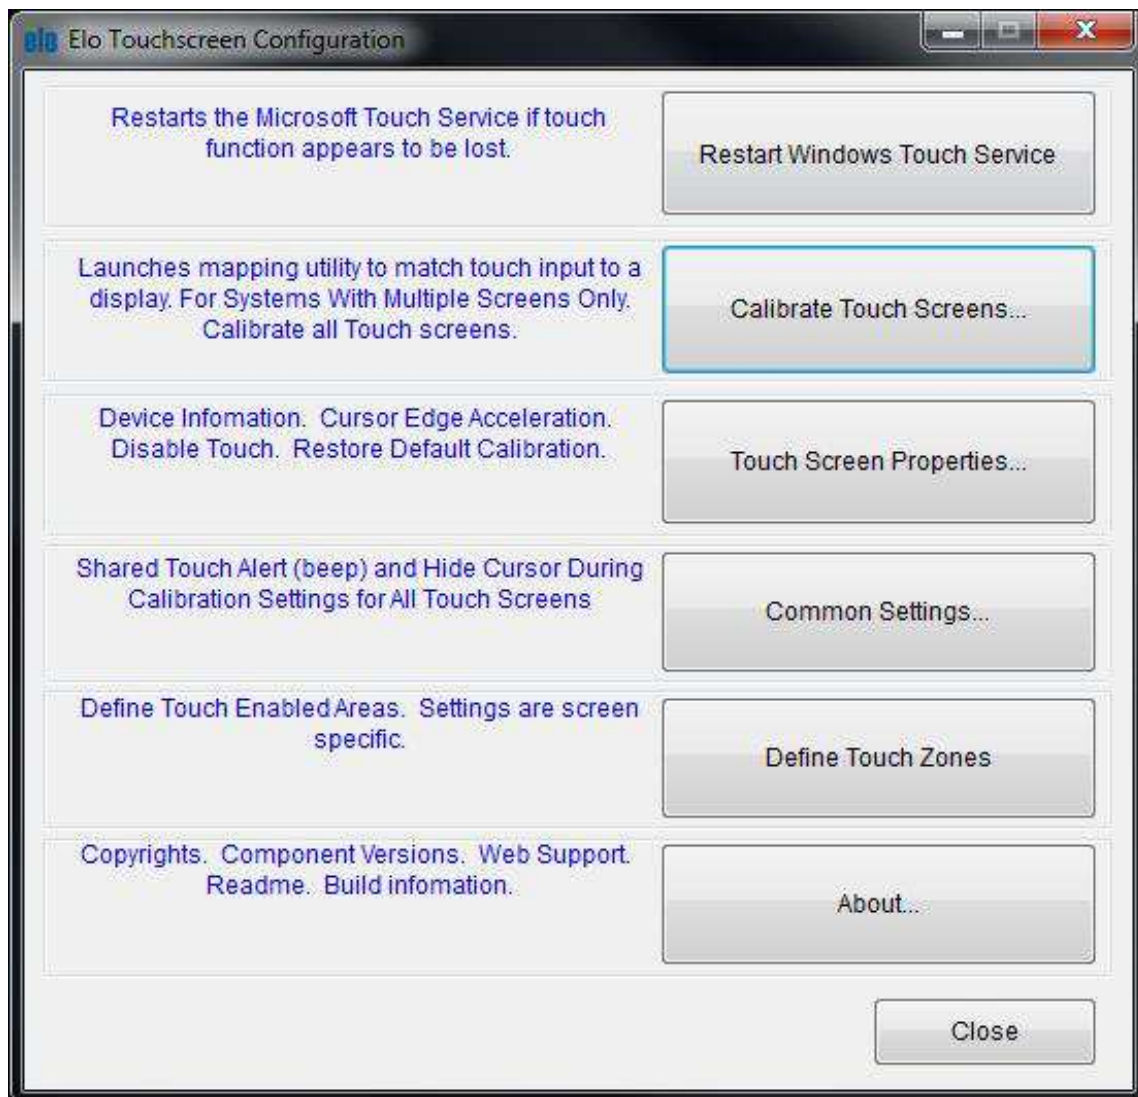 elo Elo Touchscreen Configuration
Restarts the Microsoft Touch Service if touch
function appears to be lost.
Restart Windows Touch Service
Launches mapping utility to match touch input to a
display. For Systems With Multiple Screens Only.
Calibrate all Touch screens.
Calibrate Touch Screens...
Device Infomation. Cursor Edge Acceleration.
Disable Touch. Restore Default Calibration.
Touch Screen Properties...
Shared Touch Alert (beep) and Hide Cursor During
Calibration Settings for All Touch Screens
Common Settings...
Define Touch Enabled Areas. Settings are screen
specific.
Define Touch Zones
Copyrights. Component Versions. Web Support.
Readme. Build infomation.
About...
Close